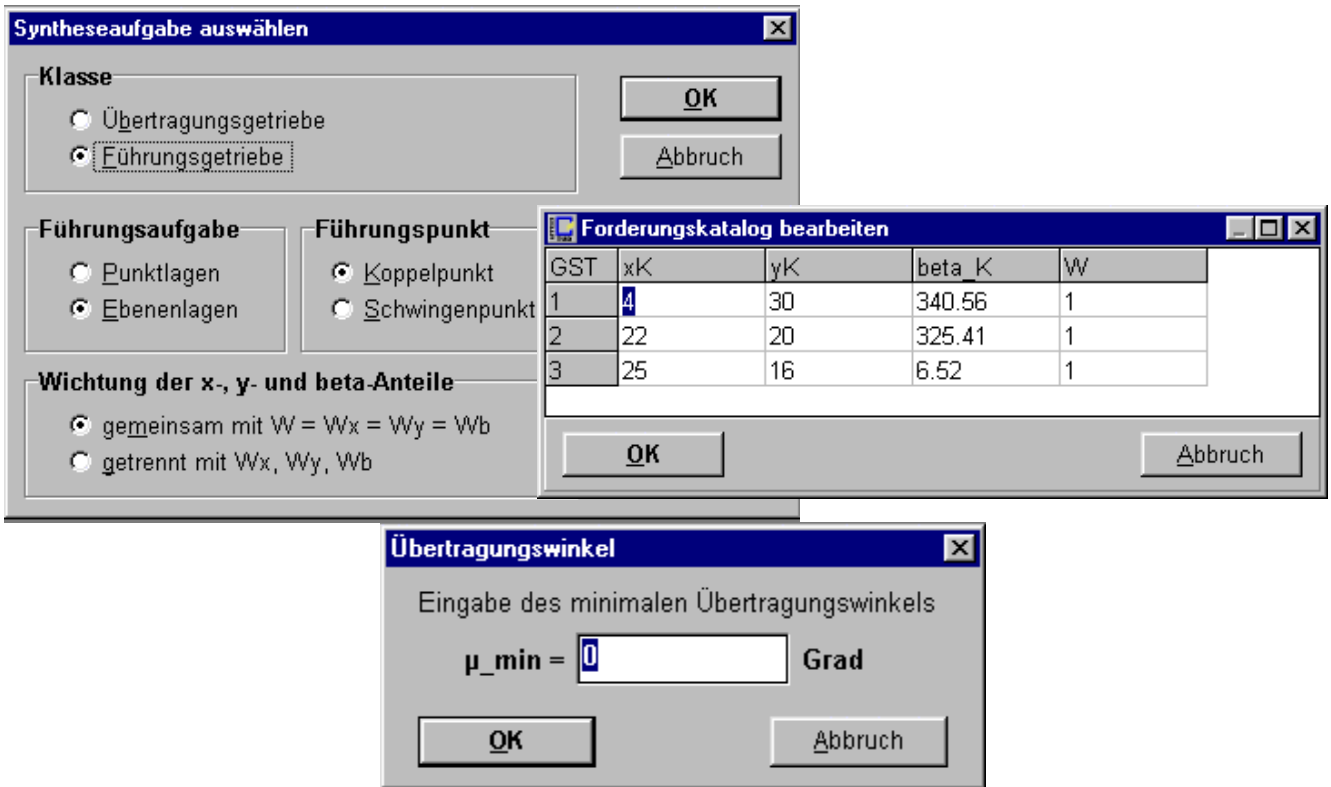 Syntheseaufgabe auswählen
Klasse
Übertragungsgetriebe
Führungsgetriebe
OK
Abbruch
Führungsaufgabe
Punktlagen
Ebenenlagen
Führungspunkt
Koppelpunkt
Schwingenpunkt
Wichtung der x-, y- und beta-Anteile
gemeinsam mit W = Wx = Wy = Wb
getrennt mit Wx, Wy, Wb
Forderungskatalog bearbeiten
GST xK yK beta_K W
1 4 30 340.56 1
2 22 20 325.41 1
3 25 16 6.52 1
OK Abbruch
Übertragungswinkel
Eingabe des minimalen Übertragungswinkels
µ_min = 0 Grad
OK Abbruch